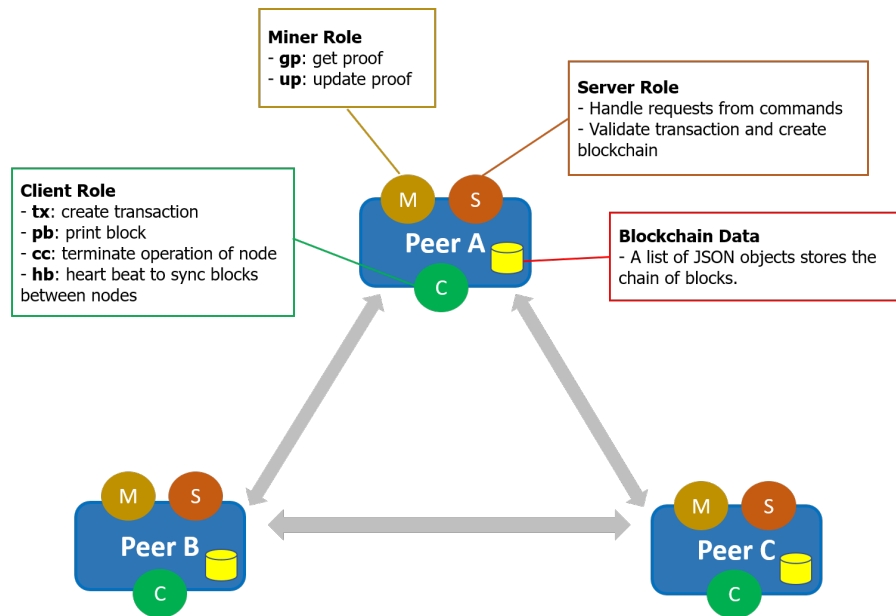 Miner Role
- gp: get proof
- up: update proof
Server Role
- Handle requests from commands
- Validate transaction and create
blockchain
Client Role
- tx: create transaction
- pb: print block
- cc: terminate operation of node
- hb: heart beat to sync blocks
between nodes
M
S
Peer A
C
Blockchain Data
- A list of JSON objects stores the
chain of blocks.
M
S
Peer B
C
M
S
Peer C
C